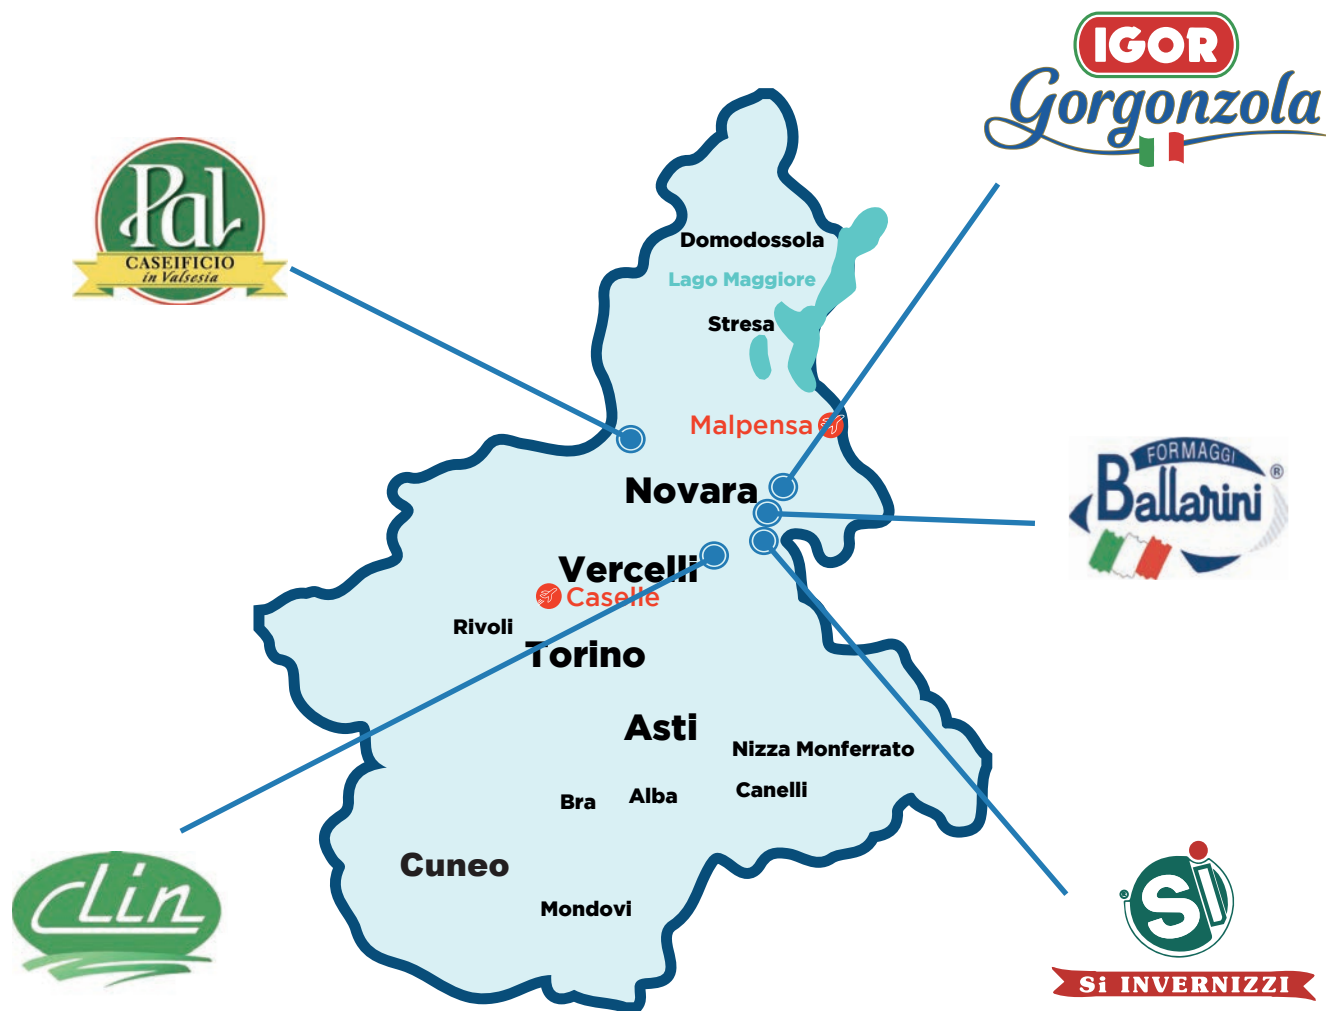 IGOR
Gorgonzola
Pal
CASEIFICIO
in Valsesia
Domodossola
Lago Maggiore
Stresa
Malpensa
FORMAGGI
Ballarini ®
Novara
Vercelli
Caselle
Rivoli
Torino
Asti
Nizza Monferrato
Canelli
Bra
Alba
Cuneo
Mondovi
CLin
® Si
Si INVERNIZZI